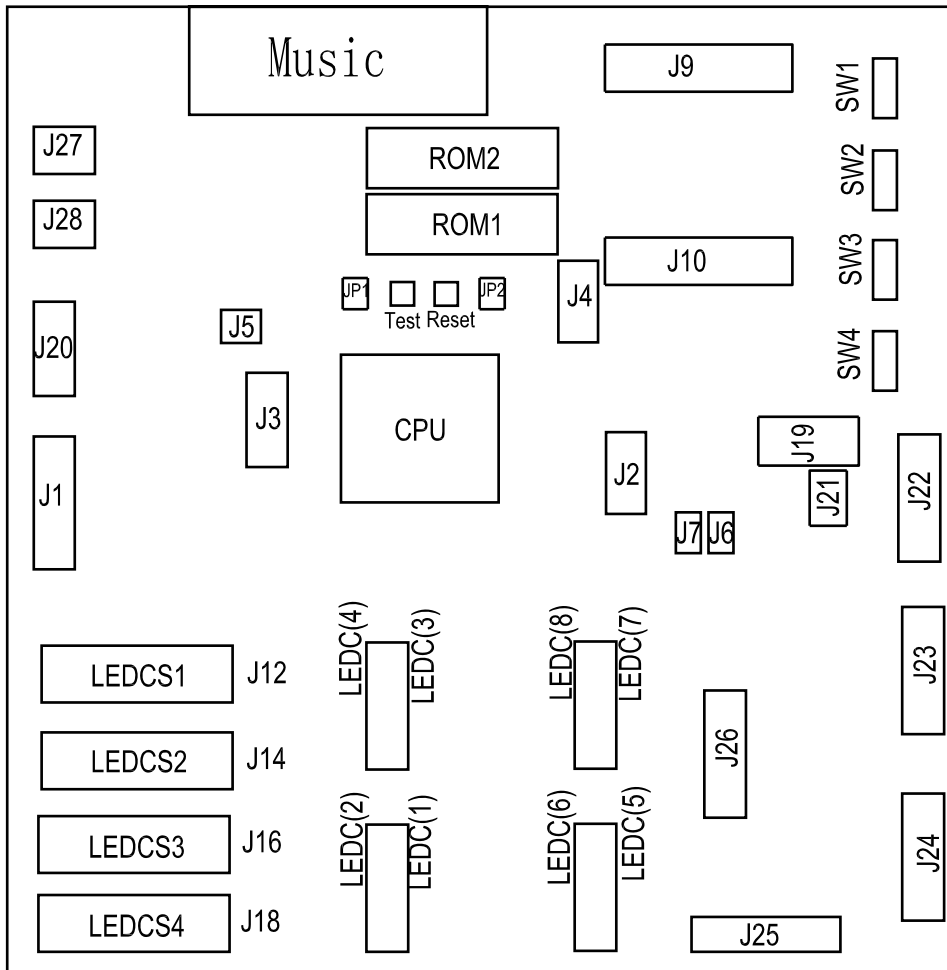 Music
J9
SW1
J27
ROM2
SW2
J28
ROM1
SW3
J10
JP1
JP2
J4
Test Reset
J5
J20
SW4
J3
CPU
J19
J2
J21
J22
J1
J7
J6
LEDC(4)
LEDC(3)
LEDC(8)
LEDC(7)
J23
LEDCS1
J12
J26
LEDCS2
J14
LEDC(2)
LEDC(1)
LEDC(6)
LEDC(5)
LEDCS3
J16
J24
LEDCS4
J18
J25